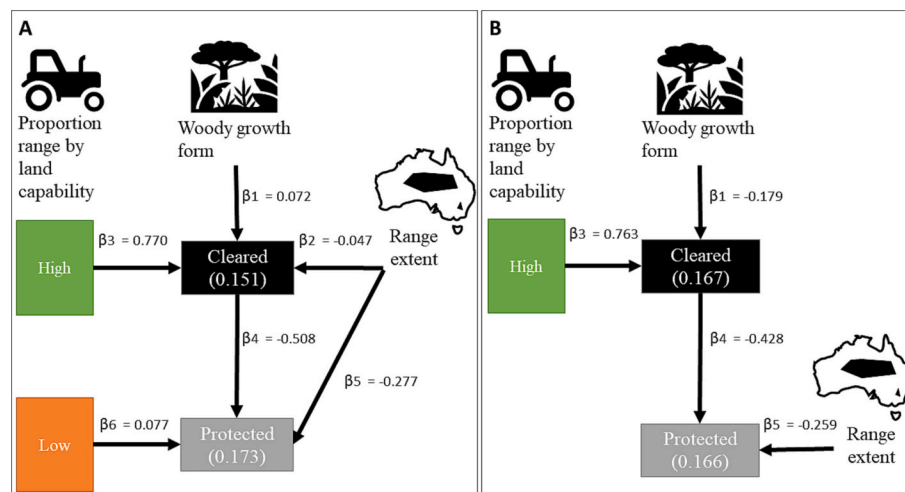 A
Proportion
range by
land
capability
Woody growth
form
β1 = 0.072
β3 = 0.770
β2 = -0.047
Range
extent
High
Cleared
(0.151)
β4 = -0.508
β5 = -0.277
β6 = 0.077
Low
Protected
(0.173)
B
Proportion
range by
land
capability
Woody growth
form
β1 = -0.179
β3 = 0.763
High
Cleared
(0.167)
β4 = -0.428
β5 = -0.259
Protected
(0.166)
Range
extent